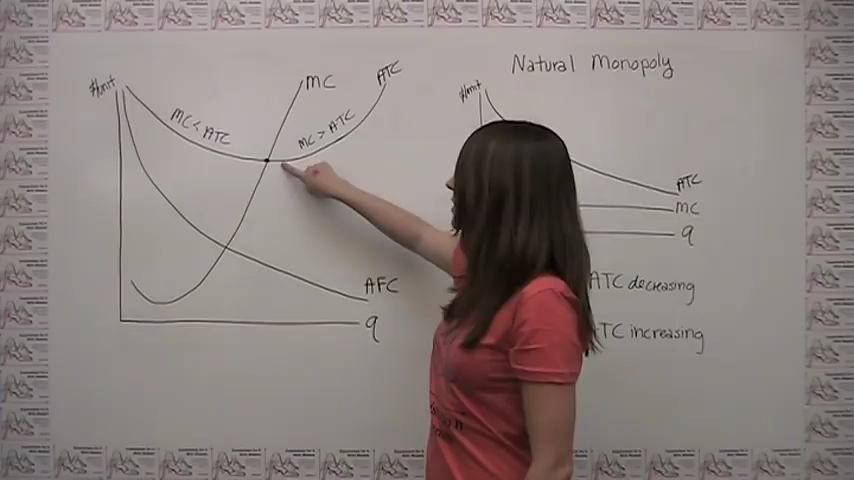 $/unit
MC
ATC
MC < ATC
MC > ATC
AFC
q
Natural Monopoly
$/unit
ATC
MC
q
ATC decreasing
ATC increasing